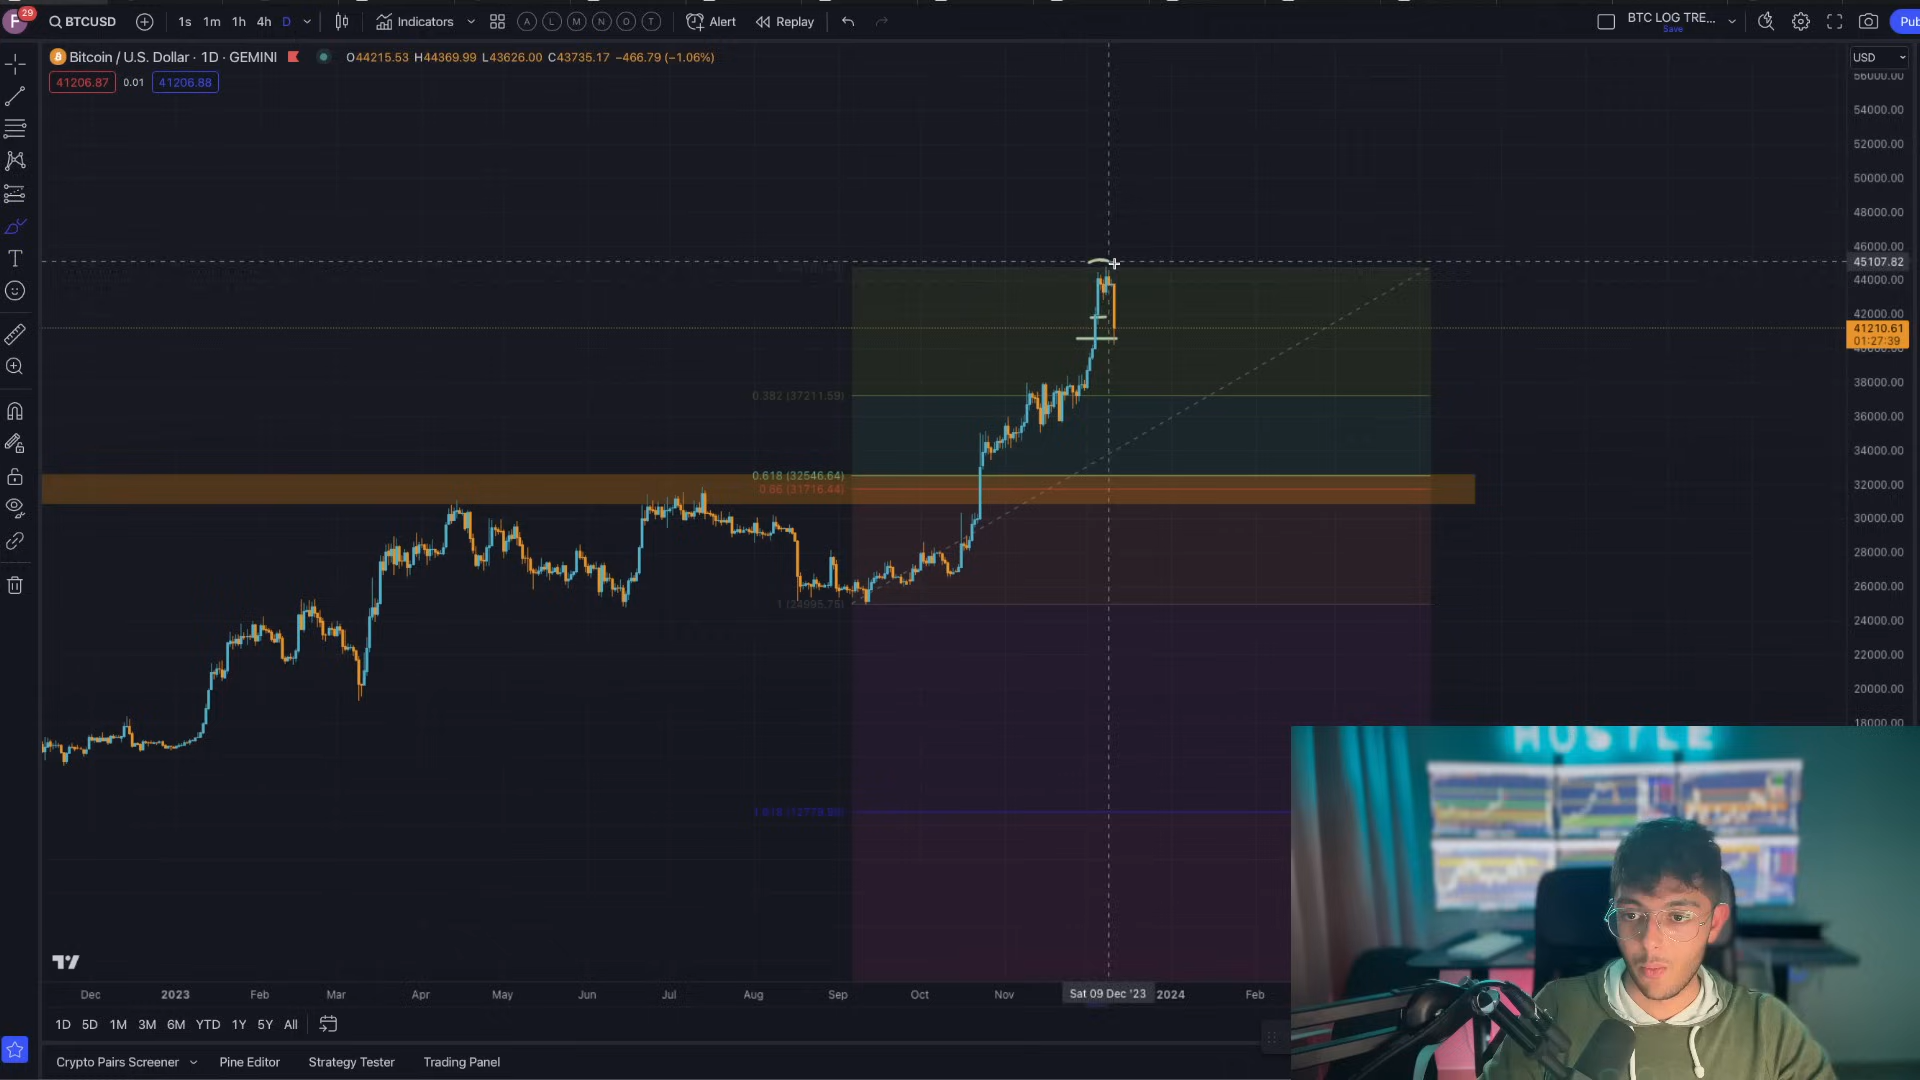 29
BTCUSD
1s 1m 1h 4h D
Indicators
A L M N O T
Alert
Replay
BTC LOG TRE...
Save
Pub
Bitcoin / U.S. Dollar · 1D · GEMINI
O44215.53 H44369.99 L43626.00 C43735.17 −466.79 (−1.06%)
USD
41206.87 0.01 41206.88
56000.00
54000.00
52000.00
50000.00
48000.00
46000.00
45107.82
44000.00
42000.00
41210.61
01:27:39
38000.00
0.382 (37211.59)
36000.00
34000.00
0.618 (32546.64)
32000.00
0.66 (31716.44)
30000.00
28000.00
26000.00
1 (24995.75)
24000.00
22000.00
20000.00
18000.00
HUSTLE
Dec 2023 Feb Mar Apr May Jun Jul Aug Sep Oct Nov Sat 09 Dec '23 2024 Feb
1D 5D 1M 3M 6M YTD 1Y 5Y All
Crypto Pairs Screener Pine Editor Strategy Tester Trading Panel